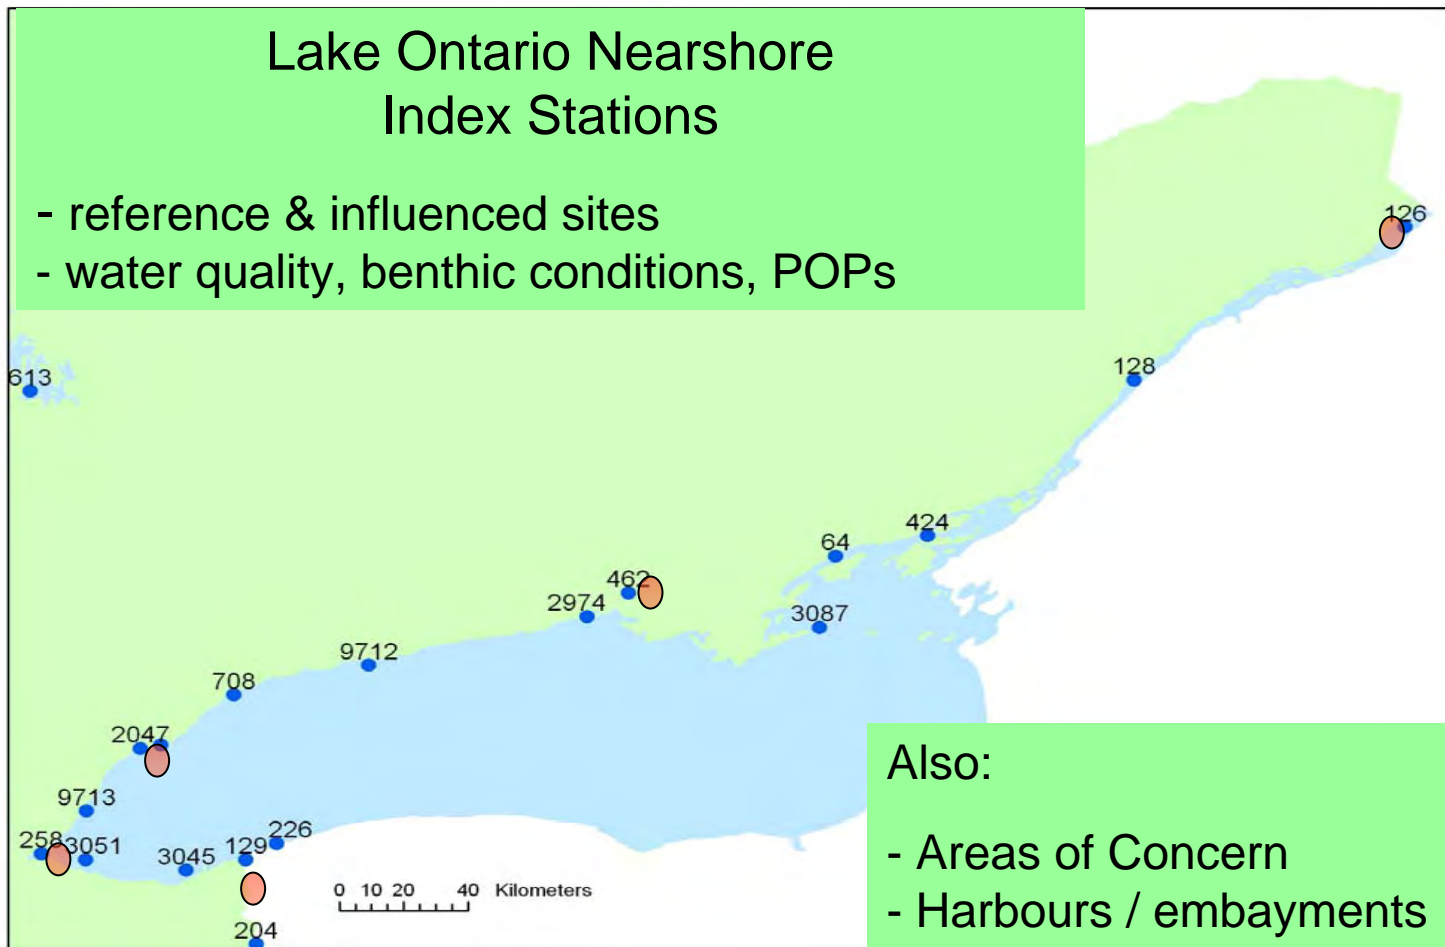 Lake Ontario Nearshore
Index Stations
- reference & influenced sites
- water quality, benthic conditions, POPs
126
613
128
424
64
462
2974
3087
9712
708
2047
9713
258
3051
3045
129
226
204
0 10 20 40 Kilometers
Also:
- Areas of Concern
- Harbours / embayments